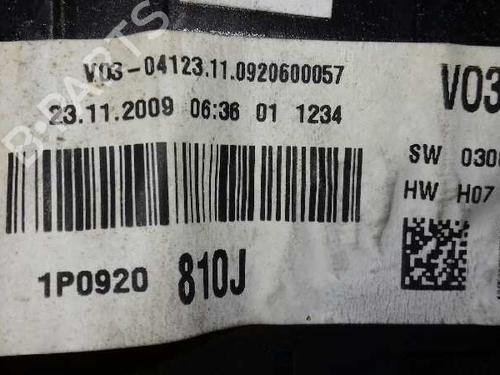 V03-04123.11.0920600057
23.11.2009 06:36 01 1234
V03
SW 030
HW H07
1P0920 810J
B-PARTS